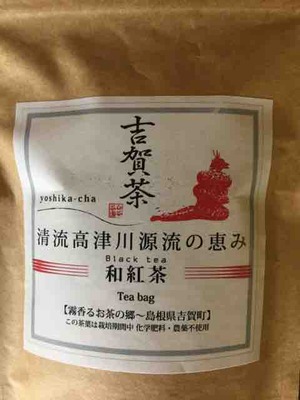 吉賀茶
yoshika-cha
清流高津川源流の恵み
Black tea
和紅茶
Tea bag
【霧香るお茶の郷～島根県吉賀町】
この茶葉は栽培期間中 化学肥料・農薬不使用